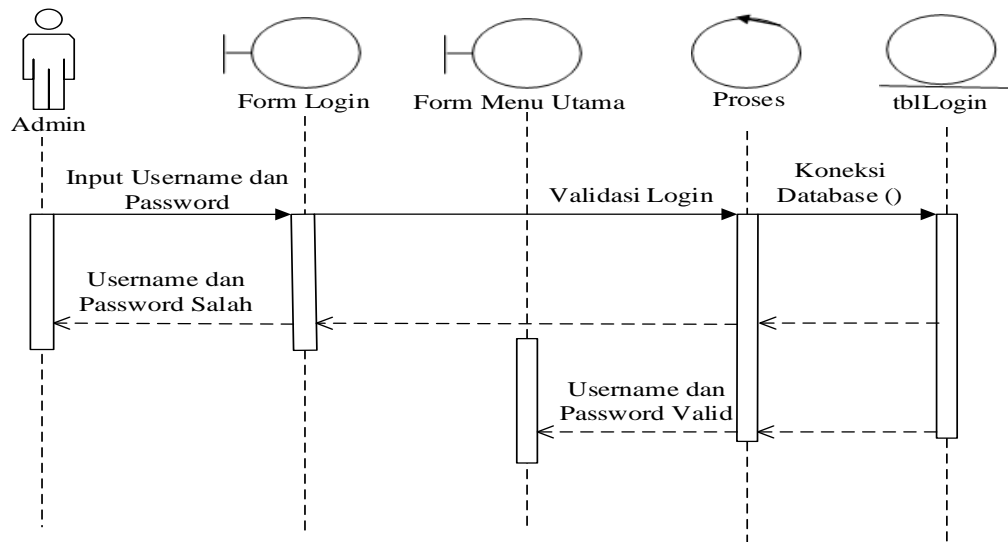 Admin
Form Login
Form Menu Utama
Proses
tblLogin
Input Username dan
Password
Validasi Login
Koneksi
Database ()
Username dan
Password Salah
Username dan
Password Valid